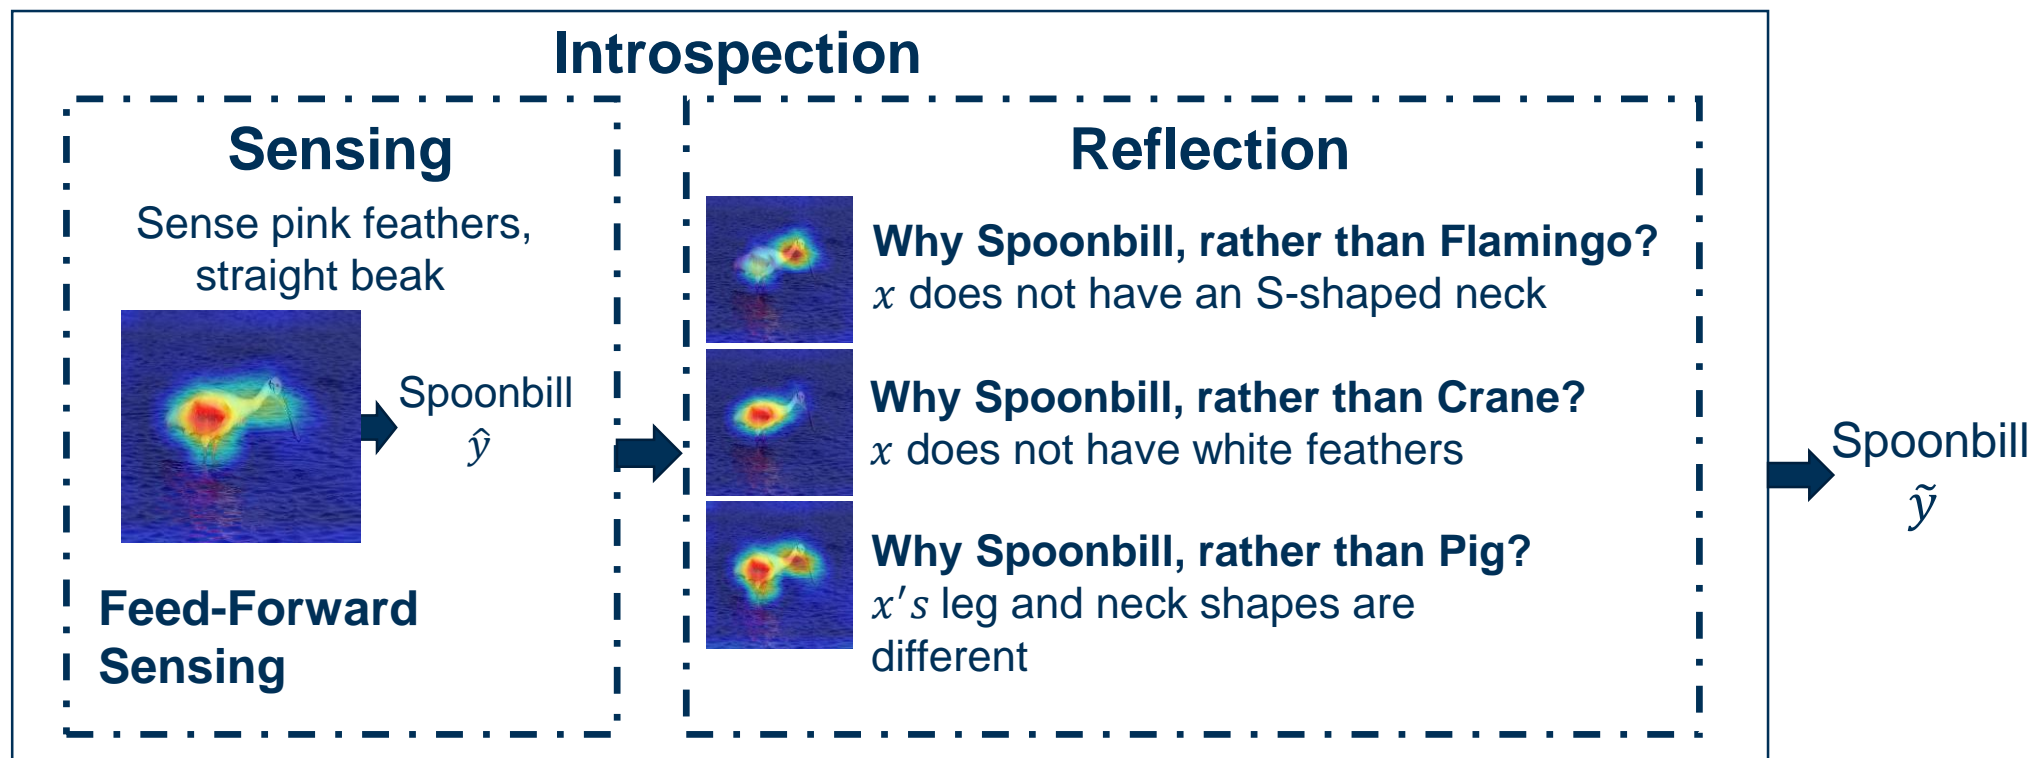 Introspection
Sensing
Sense pink feathers,
straight beak
Spoonbill
ŷ
Feed-Forward
Sensing
Reflection
Why Spoonbill, rather than Flamingo?
x does not have an S-shaped neck
Why Spoonbill, rather than Crane?
x does not have white feathers
Why Spoonbill, rather than Pig?
x's leg and neck shapes are
different
Spoonbill
ỹ